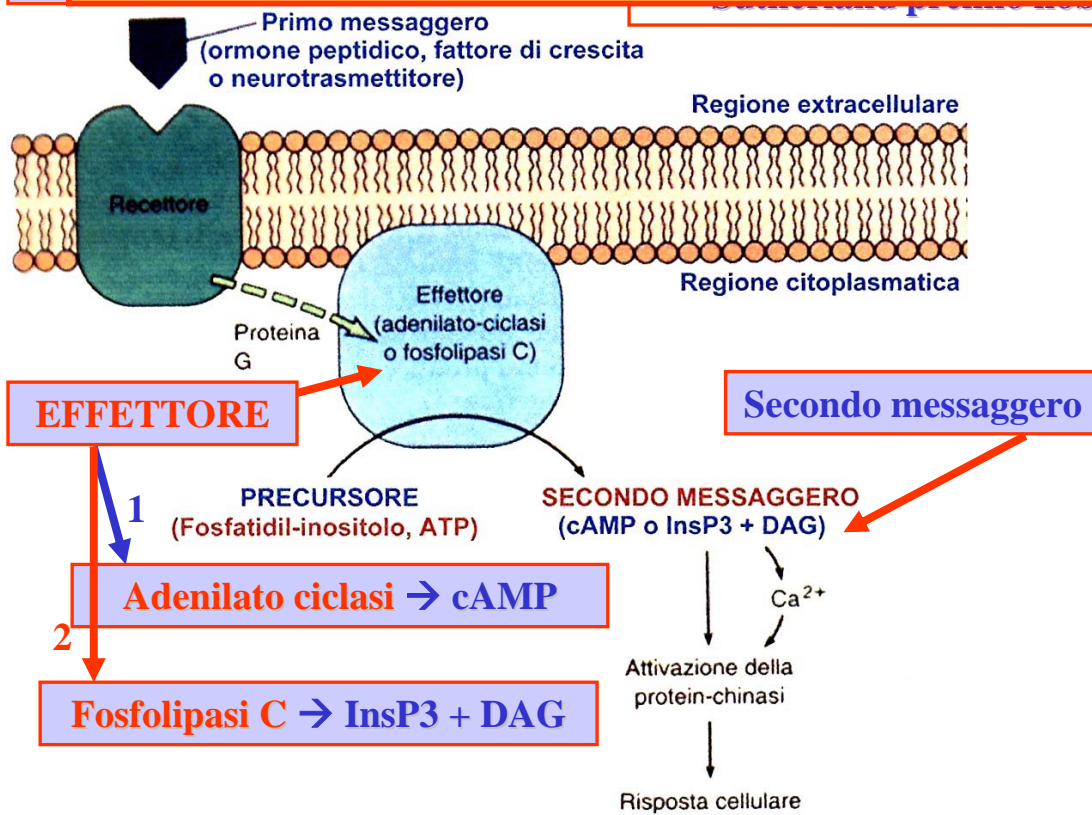 Primo messaggero
(ormone peptidico, fattore di crescita
o neurotrasmettitore)
Regione extracellulare
Recettore
Regione citoplasmatica
Effettore
(adenilato-ciclasi
o fosfolipasi C)
Proteina
G
EFFETTORE
Secondo messaggero
1
PRECURSORE
(Fosfatidil-inositolo, ATP)
SECONDO MESSAGGERO
(cAMP o InsP3 + DAG)
Adenilato ciclasi → cAMP
Ca²⁺
2
Attivazione della
protein-chinasi
Fosfolipasi C → InsP3 + DAG
Risposta cellulare